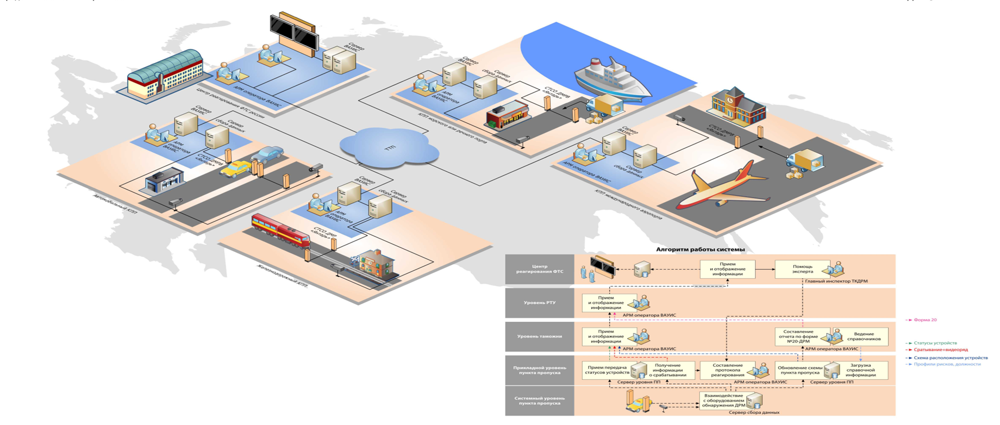 Сервер
ВАУИС
АРМ оператора ВАУИС
Центр реагирования ФТС россии
Сервер
ВАУИС
Сервер
сбора данных
АРМ
оператора
ВАУИС
СТСО ДМРВ
«Янтарь»
КПП морского или речного порта
Сервер
ВАУИС
Сервер
сбора данных
АРМ
оператора
ВАУИС
СТСО ДМРВ
«Янтарь»
Автомобильный КПП
СТСО ДМРВ
«Янтарь»
Сервер
ВАУИС
Сервер
сбора данных
АРМ оператора ВАУИС
КПП международного аэропорта
Сервер
ВАУИС
Сервер
сбора данных
АРМ
оператора
ВАУИС
СТСО ДМР
«Янтарь»
Железнодорожный КПП
Алгоритм работы системы
Центр
реагирования ФТС
Прием
и отображение
информации
Помощь
эксперта
Главный инспектор ТКДРМ
Уровень РТУ
Прием
и отображение
информации
АРМ оператора ВАУИС
Форма 20
Уровень таможни
Прием
и отображение
информации
АРМ оператора ВАУИС
Составление
отчета по форме
№20-ДРМ
Ведение
справочников
АРМ оператора ВАУИС
Статусы устройств
Сратывание+видеоряд
Схема расположения устройств
Профили рисков, должности
Прикладной уровень
пункта пропуска
Прием передача
статусов устройств
Получение
информации
о срабатывании
Сервер уровня ПП
Составление
протокола
реагирования
АРМ оператора ВАУИС
Обновление схемы
пункта пропуска
Загрузка
справочной
информации
Сервер уровня ПП
Системный уровень
пункта пропуска
Взаимодействие
с оборудованием
обнаружения ДРМ
Сервер сбора данных